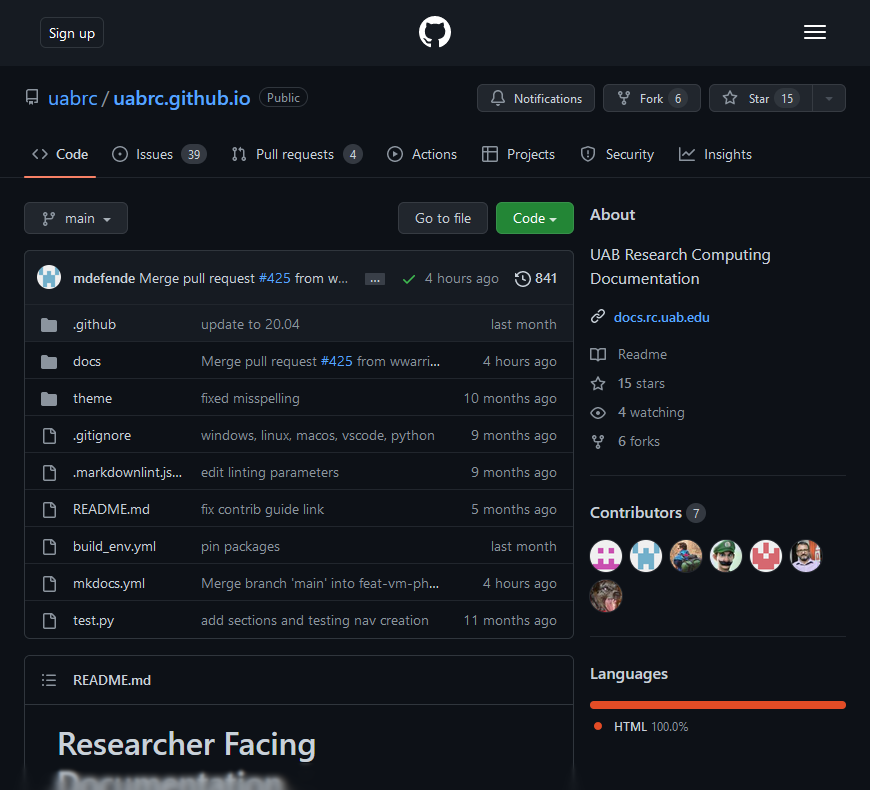 Sign up
uabrc / uabrc.github.io Public
Notifications Fork 6 Star 15
Code Issues 39 Pull requests 4 Actions Projects Security Insights
main Go to file Code
mdefende Merge pull request #425 from w... ... 4 hours ago 841
.github update to 20.04 last month
docs Merge pull request #425 from wwarri... 4 hours ago
theme fixed misspelling 10 months ago
.gitignore windows, linux, macos, vscode, python 9 months ago
.markdownlint.js... edit linting parameters 9 months ago
README.md fix contrib guide link 5 months ago
build_env.yml pin packages last month
mkdocs.yml Merge branch 'main' into feat-vm-ph... 4 hours ago
test.py add sections and testing nav creation 11 months ago
README.md
Researcher Facing
Documentation
About
UAB Research Computing
Documentation
docs.rc.uab.edu
Readme
15 stars
4 watching
6 forks
Contributors 7
Languages
HTML 100.0%